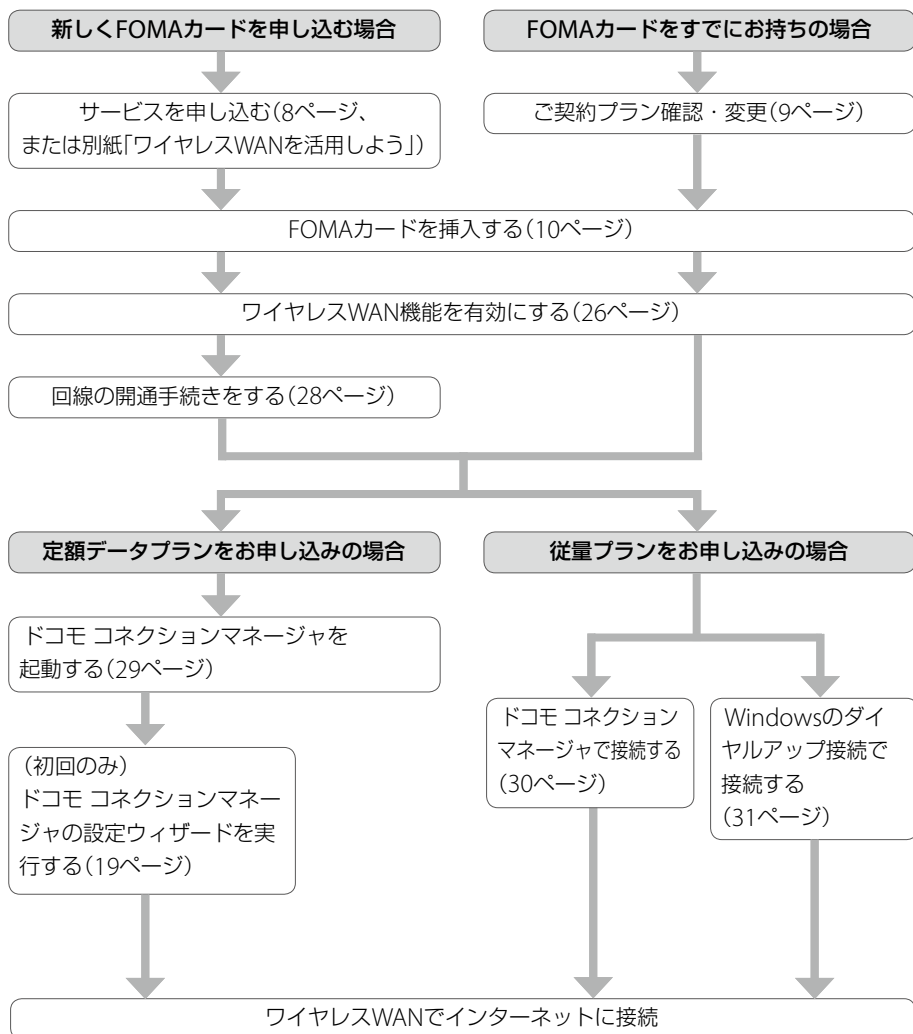 新しくFOMAカードを申し込む場合
FOMAカードをすでにお持ちの場合
サービスを申し込む(8ページ、
または別紙「ワイヤレスWANを活用しよう」)
ご契約プラン確認・変更(9ページ)
FOMAカードを挿入する(10ページ)
ワイヤレスWAN機能を有効にする(26ページ)
回線の開通手続きをする(28ページ)
定額データプランをお申し込みの場合
従量プランをお申し込みの場合
ドコモ コネクションマネージャを
起動する(29ページ)
(初回のみ)
ドコモ コネクションマネー
ジャの設定ウィザードを実
行する(19ページ)
ドコモ コネクション
マネージャで接続する
(30ページ)
Windowsのダイ
ヤルアップ接続で
接続する
(31ページ)
ワイヤレスWANでインターネットに接続